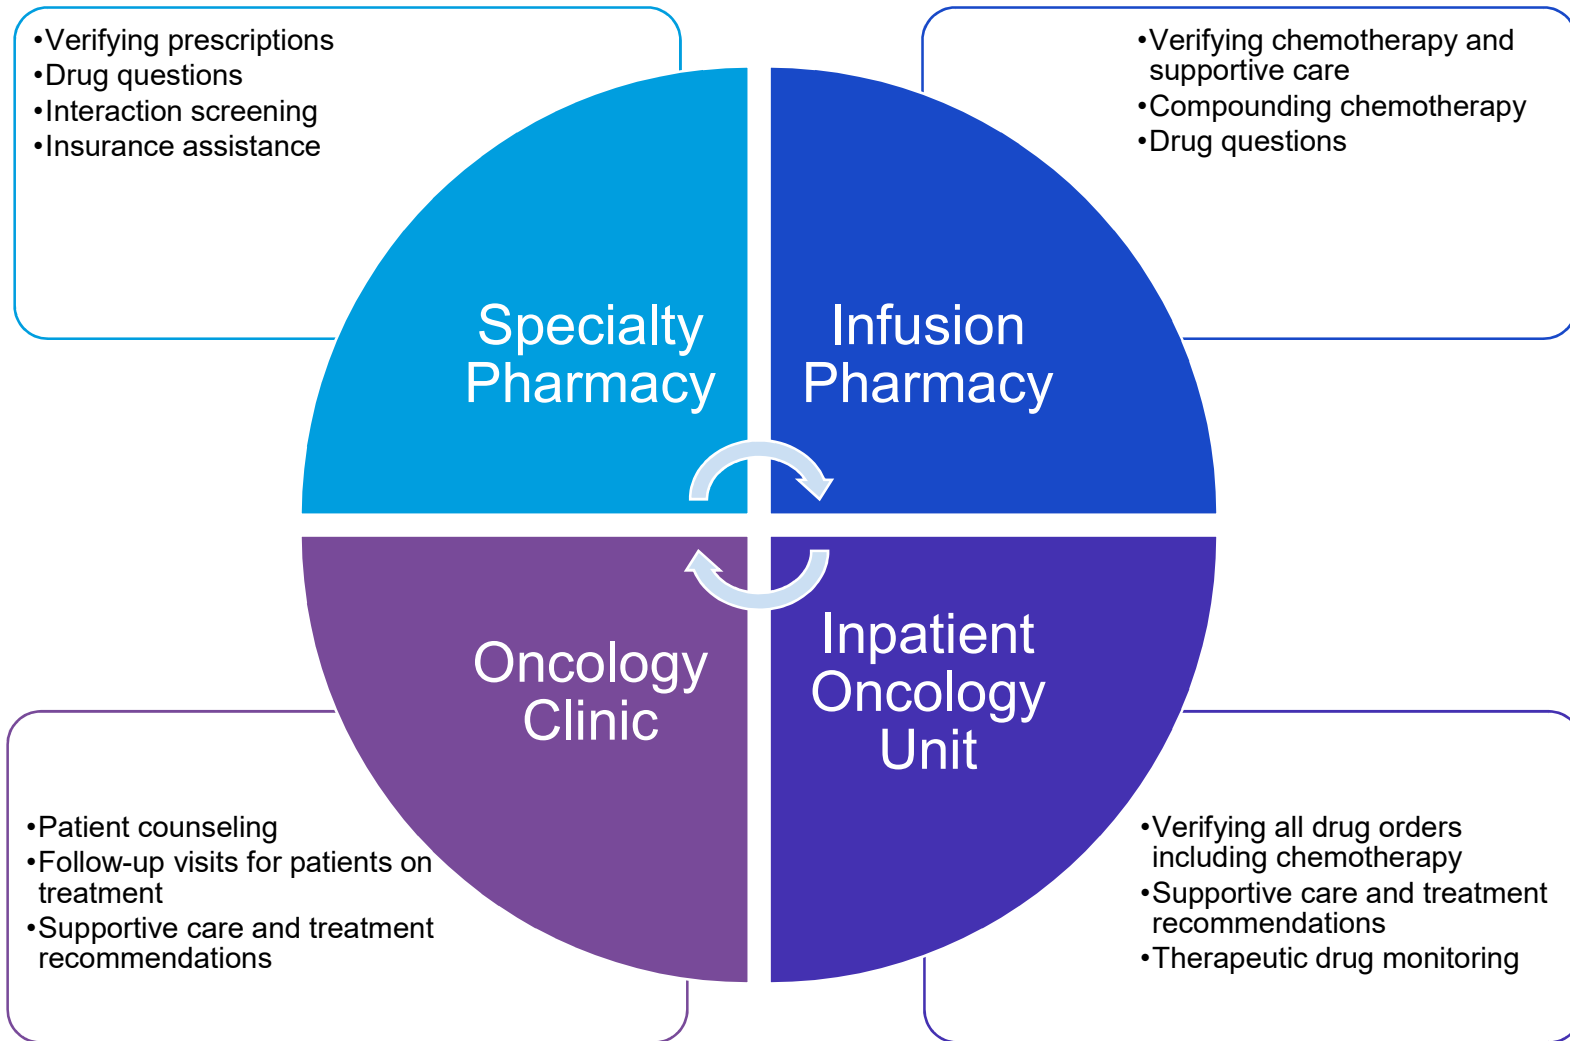 •Verifying prescriptions
•Drug questions
•Interaction screening
•Insurance assistance
•Verifying chemotherapy and
supportive care
•Compounding chemotherapy
•Drug questions
Specialty
Pharmacy
Infusion
Pharmacy
Oncology
Clinic
Inpatient
Oncology
Unit
•Patient counseling
•Follow-up visits for patients on
treatment
•Supportive care and treatment
recommendations
•Verifying all drug orders
including chemotherapy
•Supportive care and treatment
recommendations
•Therapeutic drug monitoring